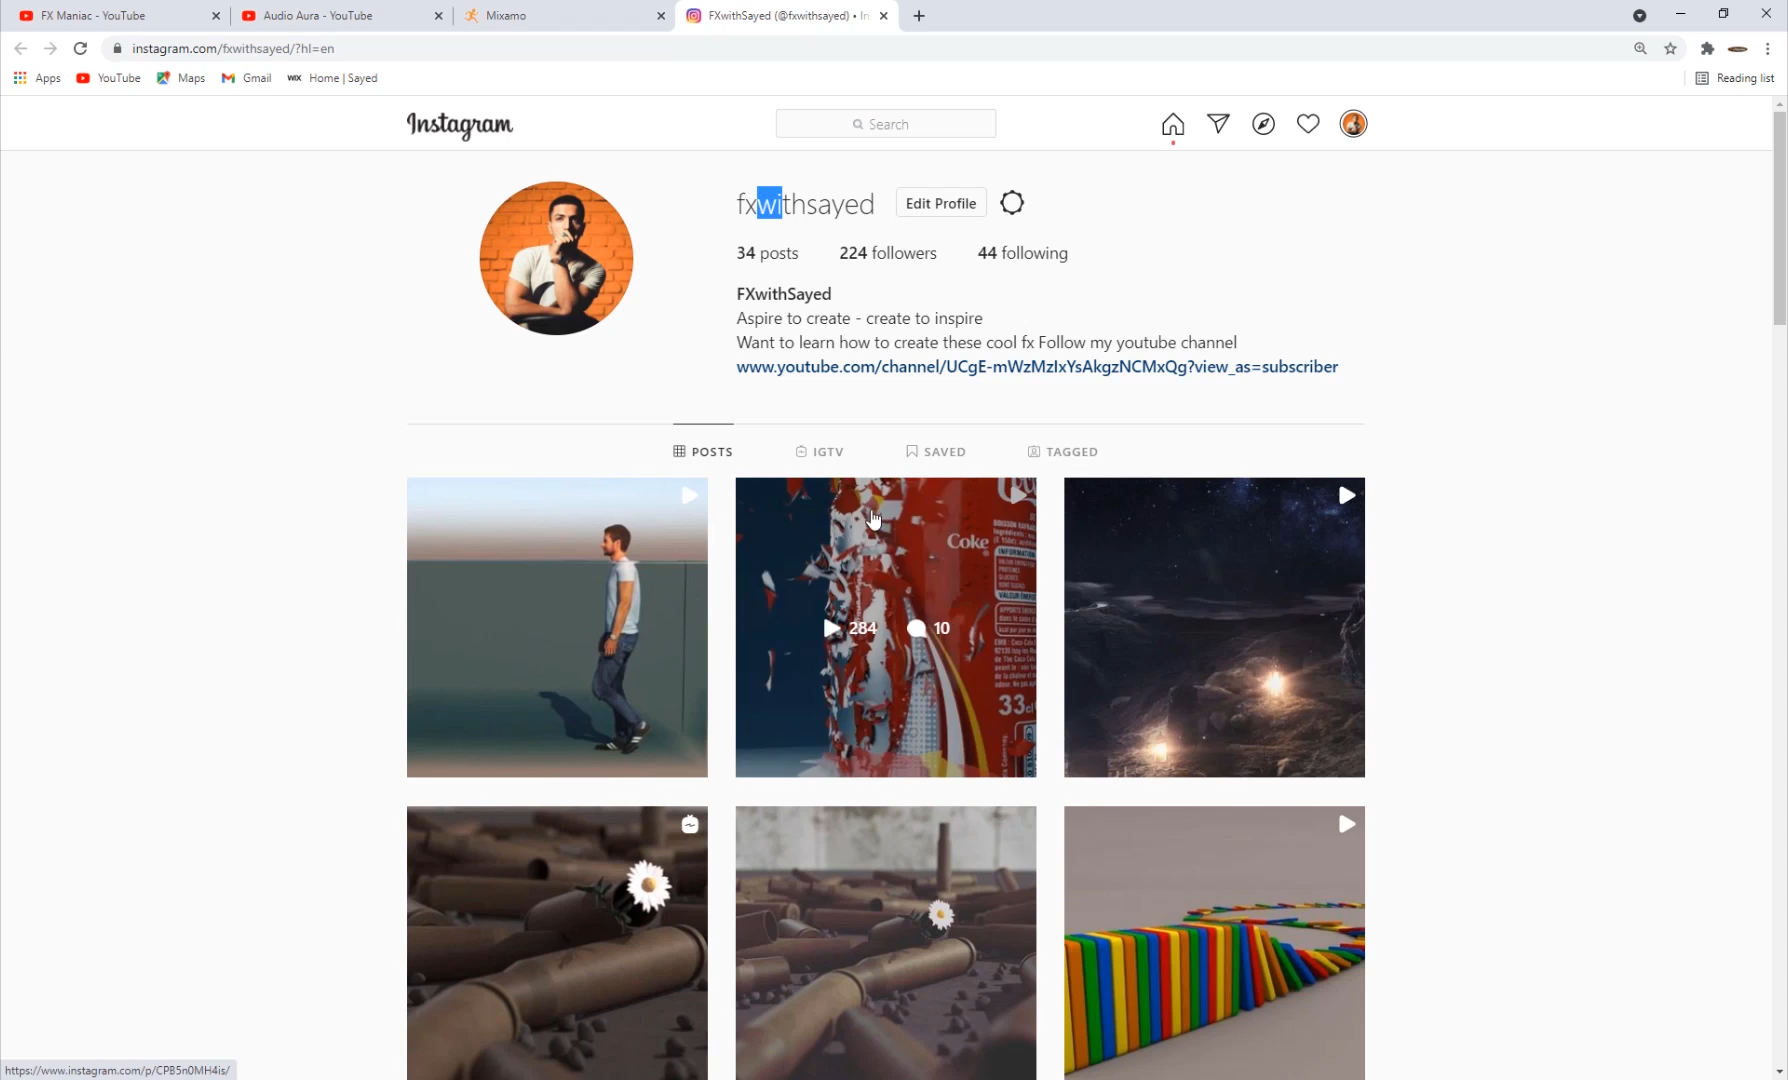 FX Maniac - YouTube
Audio Aura - YouTube
Mixamo
FXwithSayed (@fxwithsayed) • In
instagram.com/fxwithsayed/?hl=en
Apps
YouTube
Maps
Gmail
WIX Home | Sayed
Reading list
Instagram
Search
fxwithsayed
Edit Profile
34 posts
224 followers
44 following
FXwithSayed
Aspire to create - create to inspire
Want to learn how to create these cool fx Follow my youtube channel
www.youtube.com/channel/UCgE-mWzMzIxYsAkgzNCMxQg?view_as=subscriber
POSTS
IGTV
SAVED
TAGGED
Coke
284
10
33cl
https://www.instagram.com/p/CPB5n0MH4is/